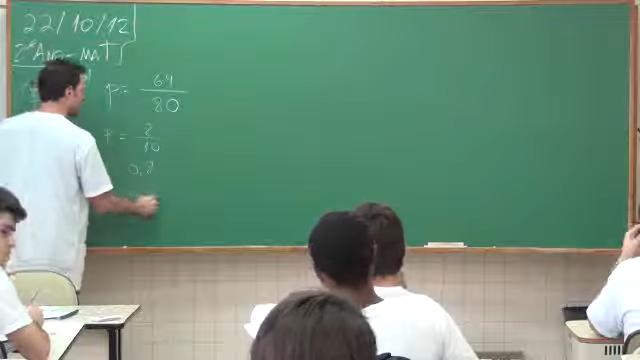 22/10/12
2º ANO - MAT
p = 64/80
P = 8/10
0,8